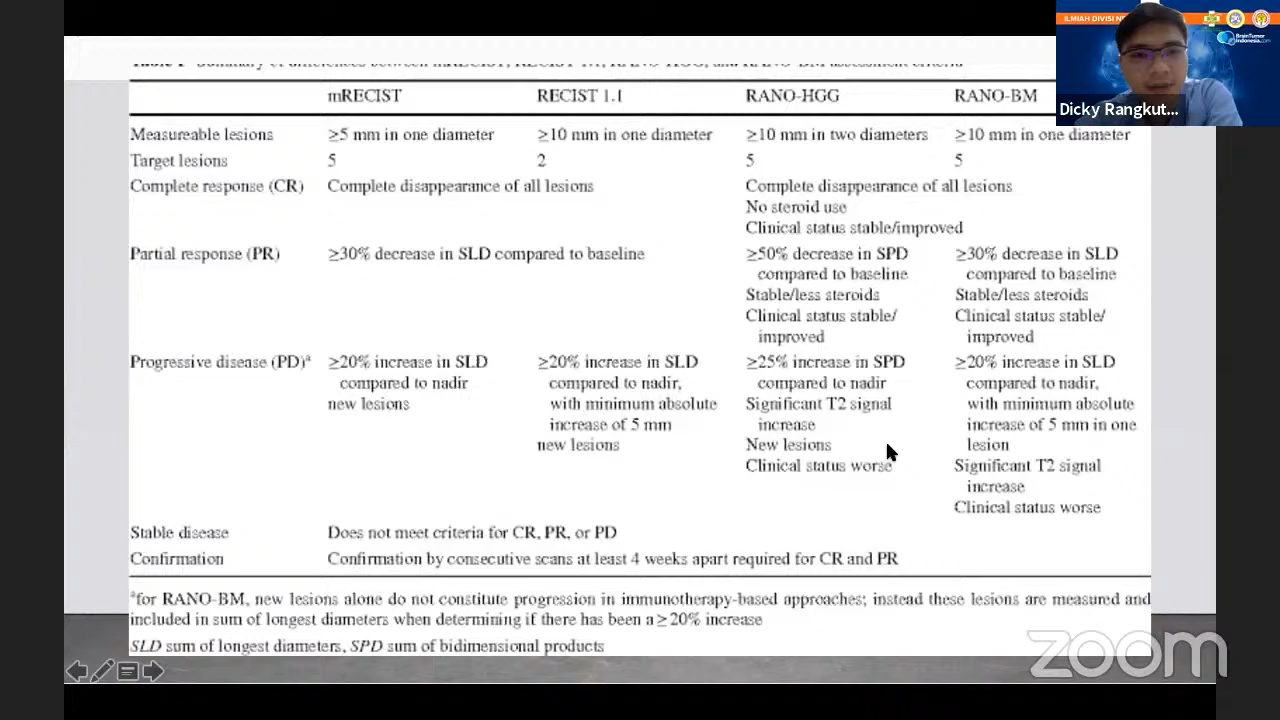 ILMIAH DIVISI
BrainTumor
Indonesia.com
Dicky Rangkut...
mRECIST RECIST 1.1 RANO-HGG RANO-BM
Measureable lesions ≥5 mm in one diameter ≥10 mm in one diameter ≥10 mm in two diameters ≥10 mm in one diameter
Target lesions 5 2 5 5
Complete response (CR) Complete disappearance of all lesions Complete disappearance of all lesions
No steroid use
Clinical status stable/improved
Partial response (PR) ≥30% decrease in SLD compared to baseline ≥50% decrease in SPD ≥30% decrease in SLD
compared to baseline compared to baseline
Stable/less steroids Stable/less steroids
Clinical status stable/ Clinical status stable/
improved improved
Progressive disease (PD)ᵃ ≥20% increase in SLD ≥20% increase in SLD ≥25% increase in SPD ≥20% increase in SLD
compared to nadir compared to nadir, compared to nadir compared to nadir,
new lesions with minimum absolute Significant T2 signal with minimum absolute
increase of 5 mm increase increase of 5 mm in one
new lesions New lesions lesion
Clinical status worse Significant T2 signal
increase
Clinical status worse
Stable disease Does not meet criteria for CR, PR, or PD
Confirmation Confirmation by consecutive scans at least 4 weeks apart required for CR and PR
ᵃfor RANO-BM, new lesions alone do not constitute progression in immunotherapy-based approaches; instead these lesions are measured and
included in sum of longest diameters when determining if there has been a ≥ 20% increase
SLD sum of longest diameters, SPD sum of bidimensional products
zoom